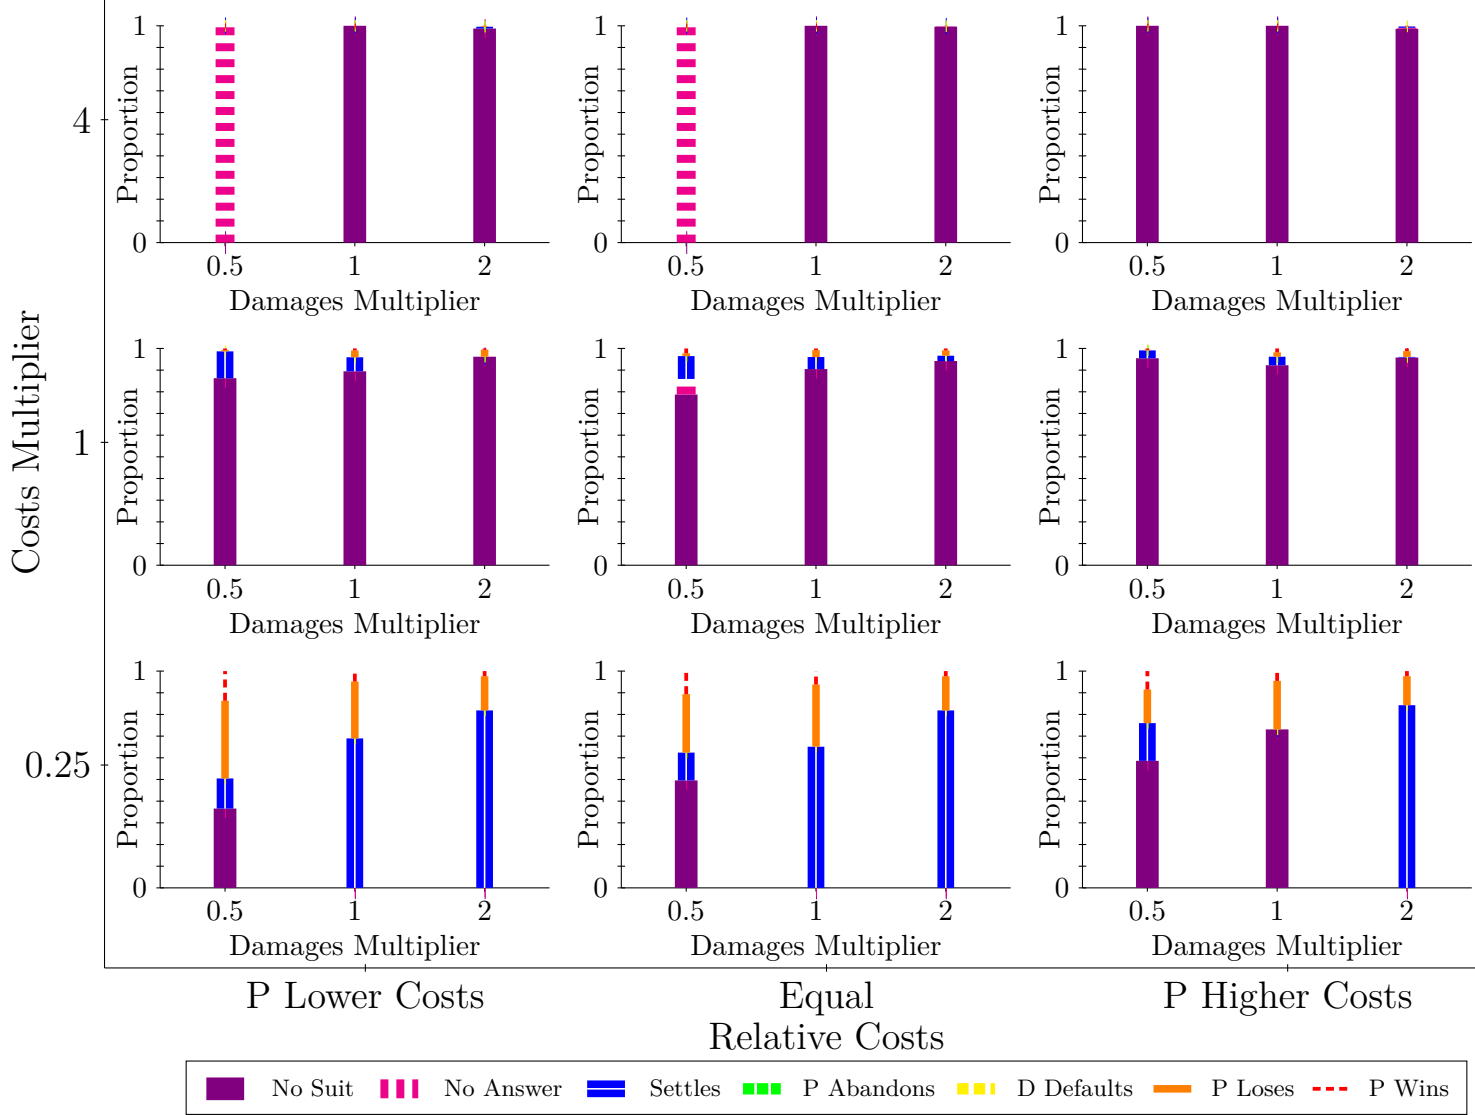 1 1 1
Proportion Proportion Proportion
4
0 0 0
0.5 1 2 0.5 1 2 0.5 1 2
Damages Multiplier Damages Multiplier Damages Multiplier
1 1 1
Proportion Proportion Proportion
Costs Multiplier
1
0 0 0
0.5 1 2 0.5 1 2 0.5 1 2
Damages Multiplier Damages Multiplier Damages Multiplier
1 1 1
Proportion Proportion Proportion
0.25
0 0 0
0.5 1 2 0.5 1 2 0.5 1 2
Damages Multiplier Damages Multiplier Damages Multiplier
P Lower Costs Equal P Higher Costs
Relative Costs
No Suit No Answer Settles P Abandons D Defaults P Loses P Wins